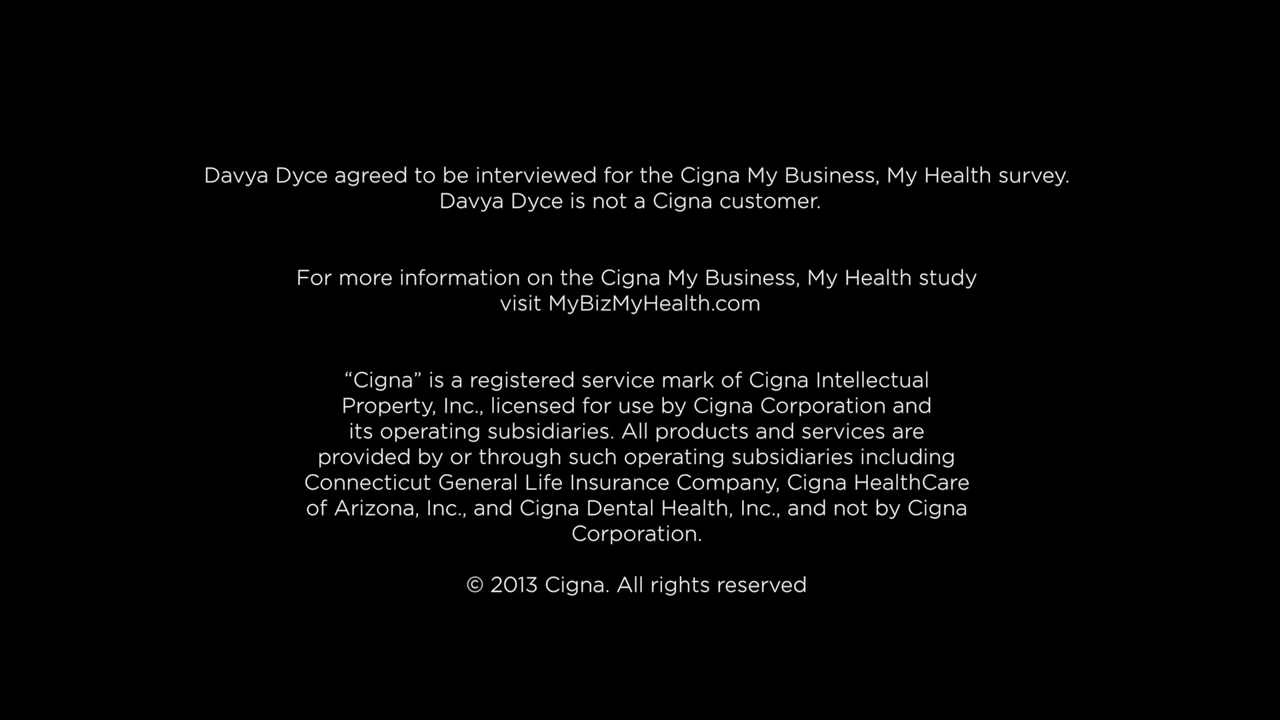 Davya Dyce agreed to be interviewed for the Cigna My Business, My Health survey.
Davya Dyce is not a Cigna customer.
For more information on the Cigna My Business, My Health study
visit MyBizMyHealth.com
“Cigna” is a registered service mark of Cigna Intellectual
Property, Inc., licensed for use by Cigna Corporation and
its operating subsidiaries. All products and services are
provided by or through such operating subsidiaries including
Connecticut General Life Insurance Company, Cigna HealthCare
of Arizona, Inc., and Cigna Dental Health, Inc., and not by Cigna
Corporation.
© 2013 Cigna. All rights reserved